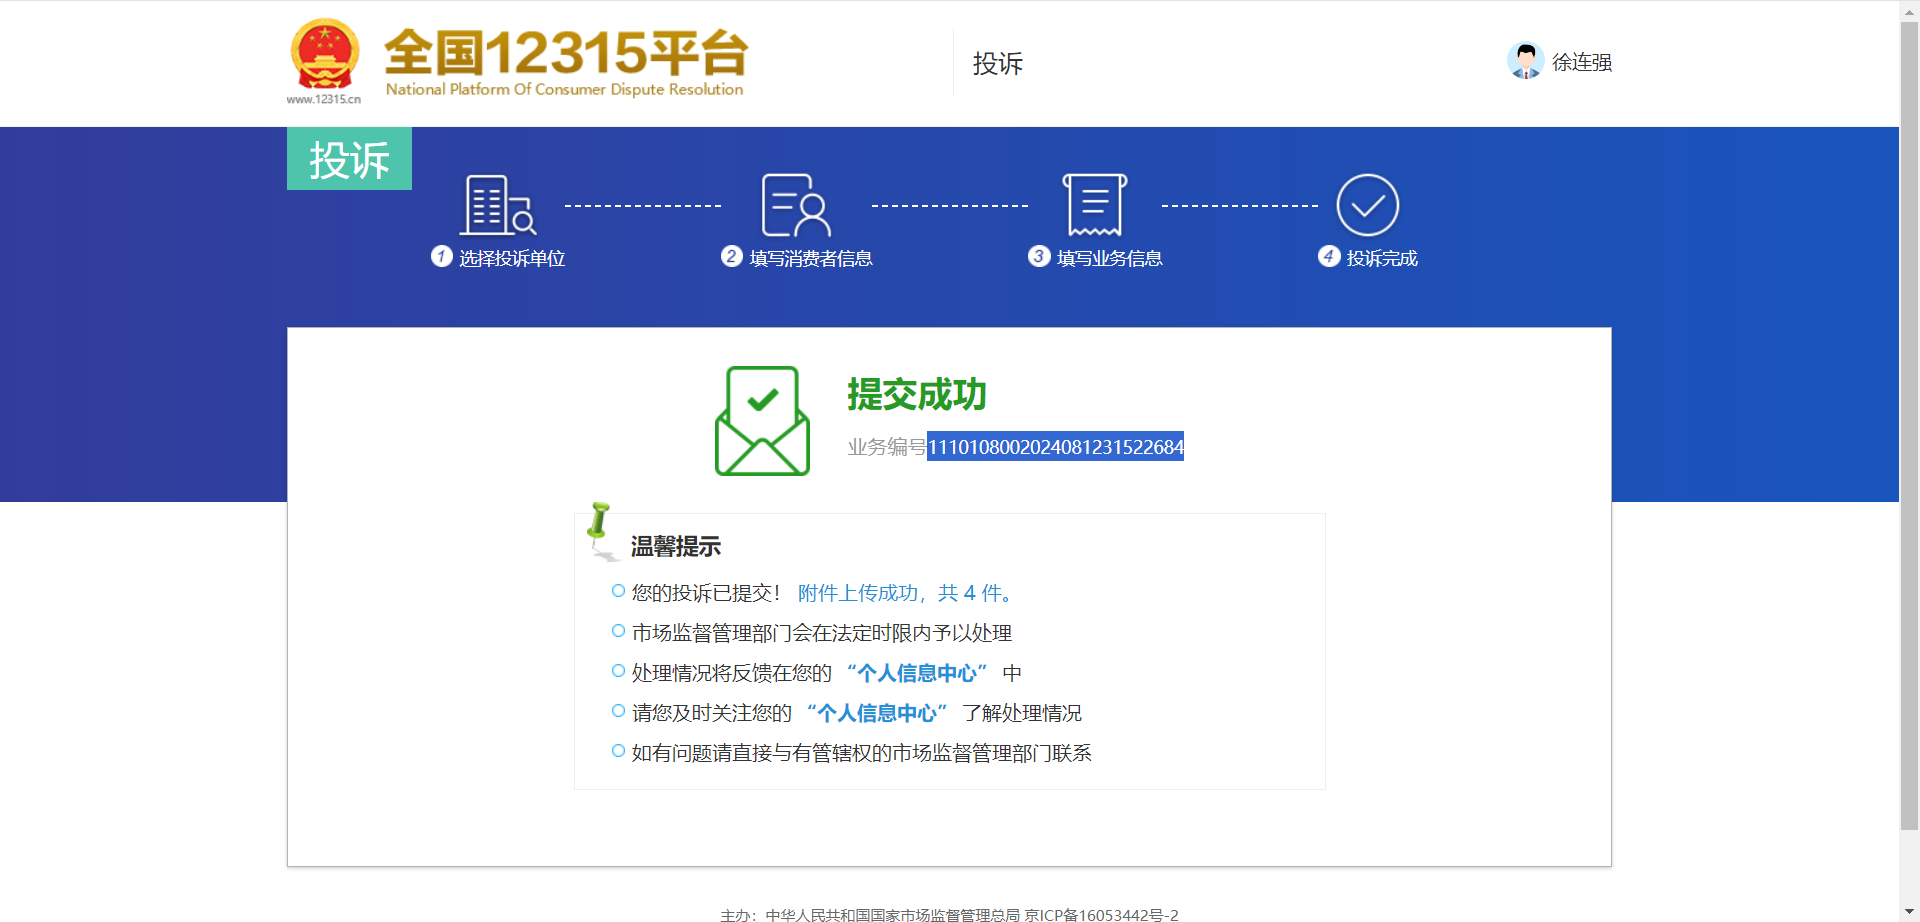 全国12315平台
National Platform Of Consumer Dispute Resolution
www.12315.cn
投诉
徐连强
投诉
1 选择投诉单位
2 填写消费者信息
3 填写业务信息
4 投诉完成
提交成功
业务编号1110108002024081231522684
温馨提示
您的投诉已提交！ 附件上传成功，共 4 件。
市场监督管理部门会在法定时限内予以处理
处理情况将反馈在您的 “个人信息中心” 中
请您及时关注您的 “个人信息中心” 了解处理情况
如有问题请直接与有管辖权的市场监督管理部门联系
主办：中华人民共和国国家市场监督管理总局 京ICP备16053442号-2